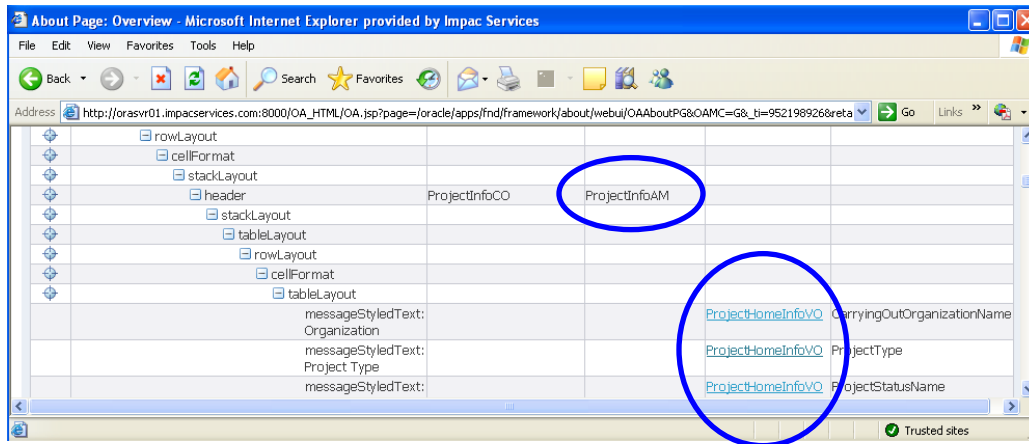 About Page: Overview - Microsoft Internet Explorer provided by Impac Services
File Edit View Favorites Tools Help
Back Search Favorites
Address http://orasvr01.impacservices.com:8000/OA_HTML/OA.jsp?page=/oracle/apps/fnd/framework/about/webui/OAAboutPG&OAMC=G&_ti=952198926&reta Go Links »
rowLayout
cellFormat
stackLayout
header ProjectInfoCO ProjectInfoAM
stackLayout
tableLayout
rowLayout
cellFormat
tableLayout
messageStyledText: ProjectHomeInfoVO CarryingOutOrganizationName
Organization
messageStyledText: ProjectHomeInfoVO ProjectType
Project Type
messageStyledText: ProjectHomeInfoVO ProjectStatusName
Trusted sites